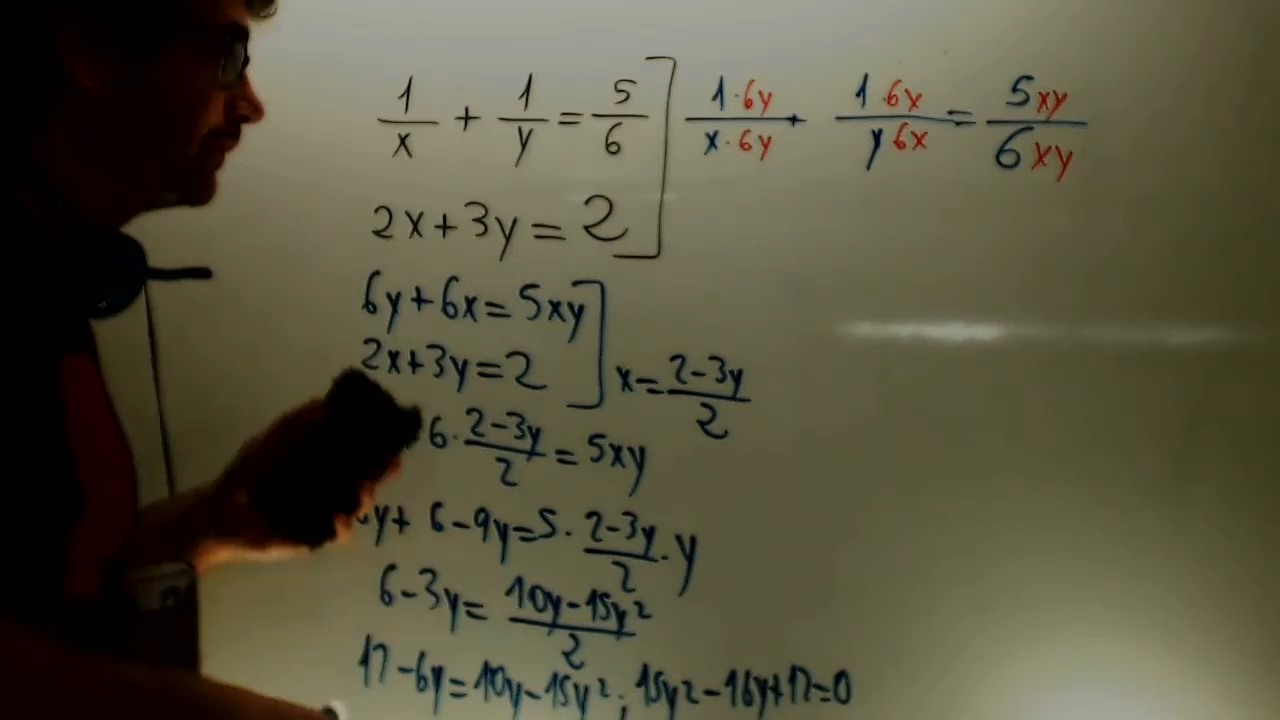 1/x + 1/y = 5/6 ] 1·6y/x·6y + 1·6x/y6x = 5xy/6xy
2x+3y=2
6y+6x=5xy ]
2x+3y=2 x=2-3y/2
6·2-3y/2=5xy
y+6-9y=5·2-3y/2·y
6-3y=10y-15y²/2
12-6y=10y-15y²; 15y²-16y+12=0